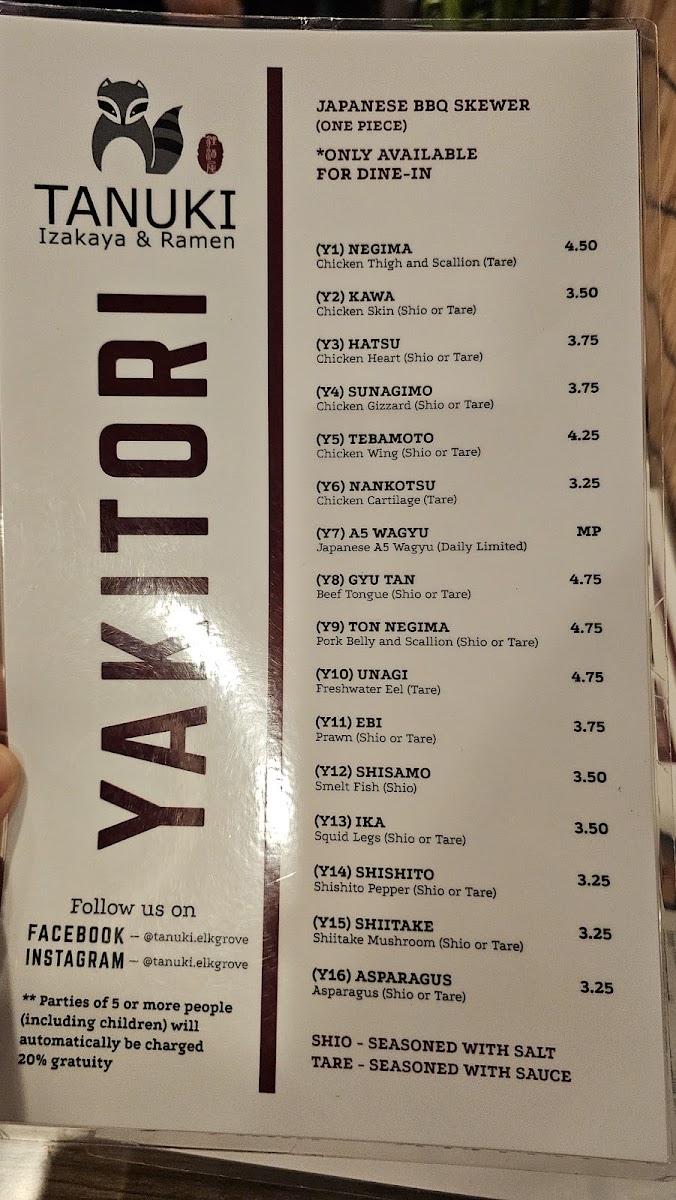 TANUKI
Izakaya & Ramen
YAKITORI
Follow us on
FACEBOOK - @tanuki.elkgrove
INSTAGRAM - @tanuki.elkgrove
** Parties of 5 or more people
(including children) will
automatically be charged
20% gratuity
JAPANESE BBQ SKEWER
(ONE PIECE)
*ONLY AVAILABLE
FOR DINE-IN
(Y1) NEGIMA 4.50
Chicken Thigh and Scallion (Tare)
(Y2) KAWA 3.50
Chicken Skin (Shio or Tare)
(Y3) HATSU 3.75
Chicken Heart (Shio or Tare)
(Y4) SUNAGIMO 3.75
Chicken Gizzard (Shio or Tare)
(Y5) TEBAMOTO 4.25
Chicken Wing (Shio or Tare)
(Y6) NANKOTSU 3.25
Chicken Cartilage (Tare)
(Y7) A5 WAGYU MP
Japanese A5 Wagyu (Daily Limited)
(Y8) GYU TAN 4.75
Beef Tongue (Shio or Tare)
(Y9) TON NEGIMA 4.75
Pork Belly and Scallion (Shio or Tare)
(Y10) UNAGI 4.75
Freshwater Eel (Tare)
(Y11) EBI 3.75
Prawn (Shio or Tare)
(Y12) SHISAMO 3.50
Smelt Fish (Shio)
(Y13) IKA 3.50
Squid Legs (Shio or Tare)
(Y14) SHISHITO 3.25
Shishito Pepper (Shio or Tare)
(Y15) SHIITAKE 3.25
Shiitake Mushroom (Shio or Tare)
(Y16) ASPARAGUS 3.25
Asparagus (Shio or Tare)
SHIO - SEASONED WITH SALT
TARE - SEASONED WITH SAUCE